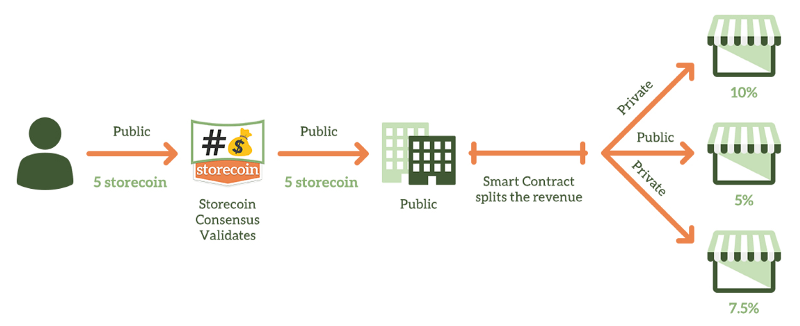 Public
5 storecoin
#
$
storecoin
Storecoin
Consensus
Validates
Public
5 storecoin
Public
Smart Contract
splits the revenue
Private
10%
Public
5%
Private
7.5%